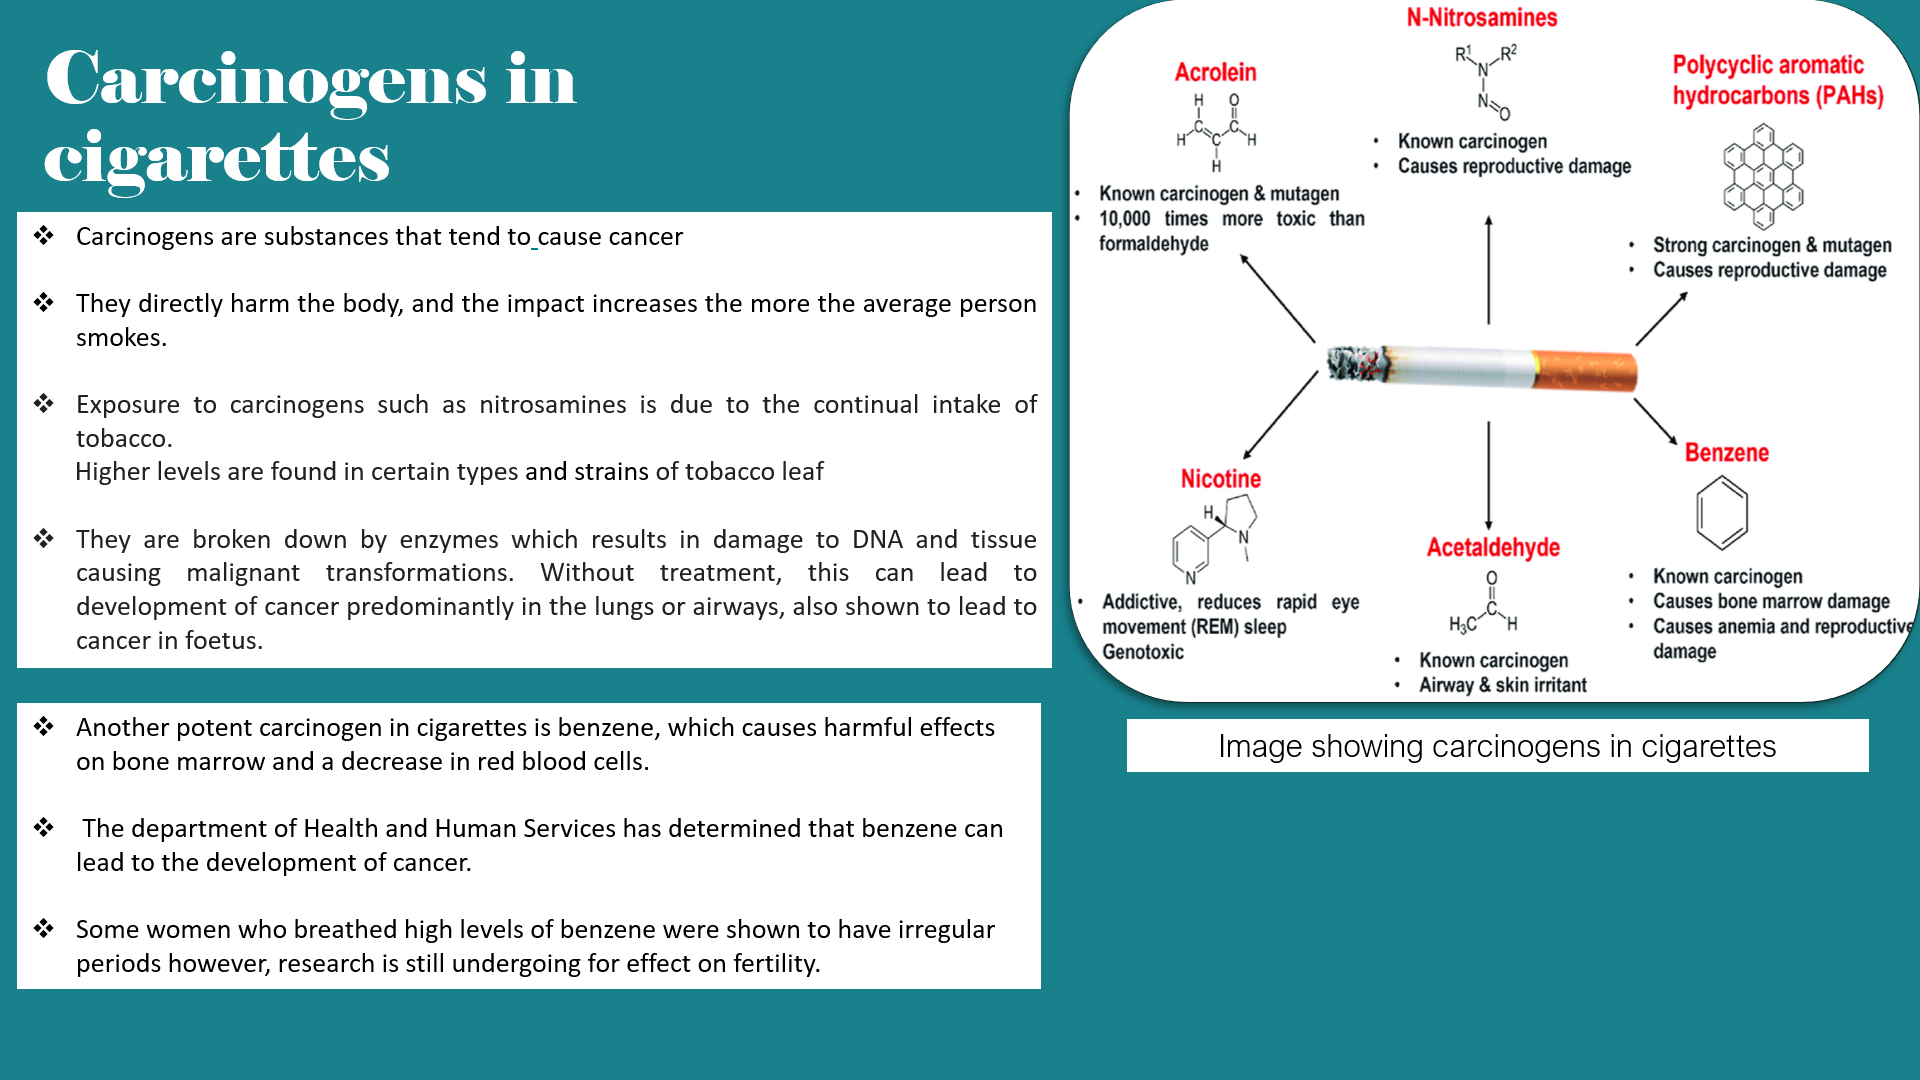 Carcinogens in
cigarettes
❖ Carcinogens are substances that tend to cause cancer
❖ They directly harm the body, and the impact increases the more the average person
smokes.
❖ Exposure to carcinogens such as nitrosamines is due to the continual intake of
tobacco.
Higher levels are found in certain types and strains of tobacco leaf
❖ They are broken down by enzymes which results in damage to DNA and tissue
causing malignant transformations. Without treatment, this can lead to
development of cancer predominantly in the lungs or airways, also shown to lead to
cancer in foetus.
❖ Another potent carcinogen in cigarettes is benzene, which causes harmful effects
on bone marrow and a decrease in red blood cells.
❖ The department of Health and Human Services has determined that benzene can
lead to the development of cancer.
❖ Some women who breathed high levels of benzene were shown to have irregular
periods however, research is still undergoing for effect on fertility.
Acrolein
H O
H H
C C C
H
• Known carcinogen & mutagen
• 10,000 times more toxic than
formaldehyde
N-Nitrosamines
R¹ R²
N
N
O
• Known carcinogen
• Causes reproductive damage
Polycyclic aromatic
hydrocarbons (PAHs)
• Strong carcinogen & mutagen
• Causes reproductive damage
Nicotine
H
N
N
• Addictive, reduces rapid eye
movement (REM) sleep
Genotoxic
Acetaldehyde
O
C
H₃C H
• Known carcinogen
• Airway & skin irritant
Benzene
• Known carcinogen
• Causes bone marrow damage
• Causes anemia and reproductive
damage
Image showing carcinogens in cigarettes